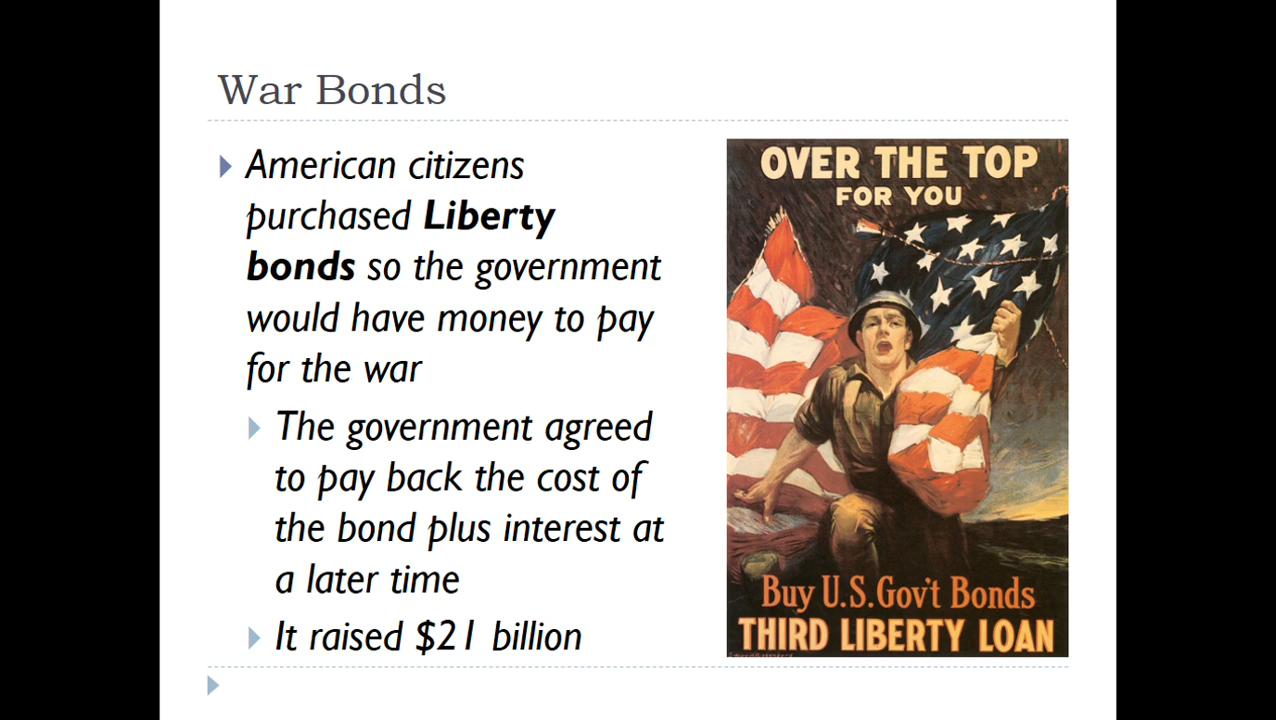 War Bonds
American citizens
purchased Liberty
bonds so the government
would have money to pay
for the war
The government agreed
to pay back the cost of
the bond plus interest at
a later time
It raised $21 billion
OVER THE TOP
FOR YOU
Buy U.S. Gov't Bonds
THIRD LIBERTY LOAN